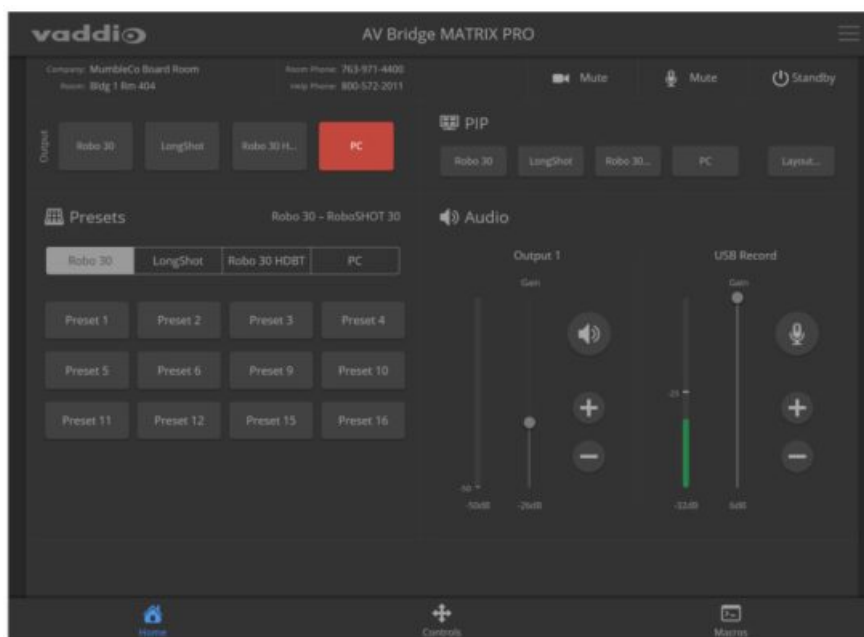 vaddio
AV Bridge MATRIX PRO
Company: MumbleCo Board Room
Room: Bldg 1 Rm 404
Room Phone: 763-971-4400
Help Phone: 800-572-2011
Mute
Mute
Standby
Output
Robo 30
LongShot
Robo 30 H...
PC
PIP
Robo 30
LongShot
Robo 30...
PC
Layout...
Presets
Robo 30 – RoboSHOT 30
Robo 30
LongShot
Robo 30 HDBT
PC
Preset 1
Preset 2
Preset 3
Preset 4
Preset 5
Preset 6
Preset 9
Preset 10
Preset 11
Preset 12
Preset 15
Preset 16
Audio
Output 1
Gain
-50
-50dB
-26dB
USB Record
Gain
-32dB
0dB
Home
Controls
Macros